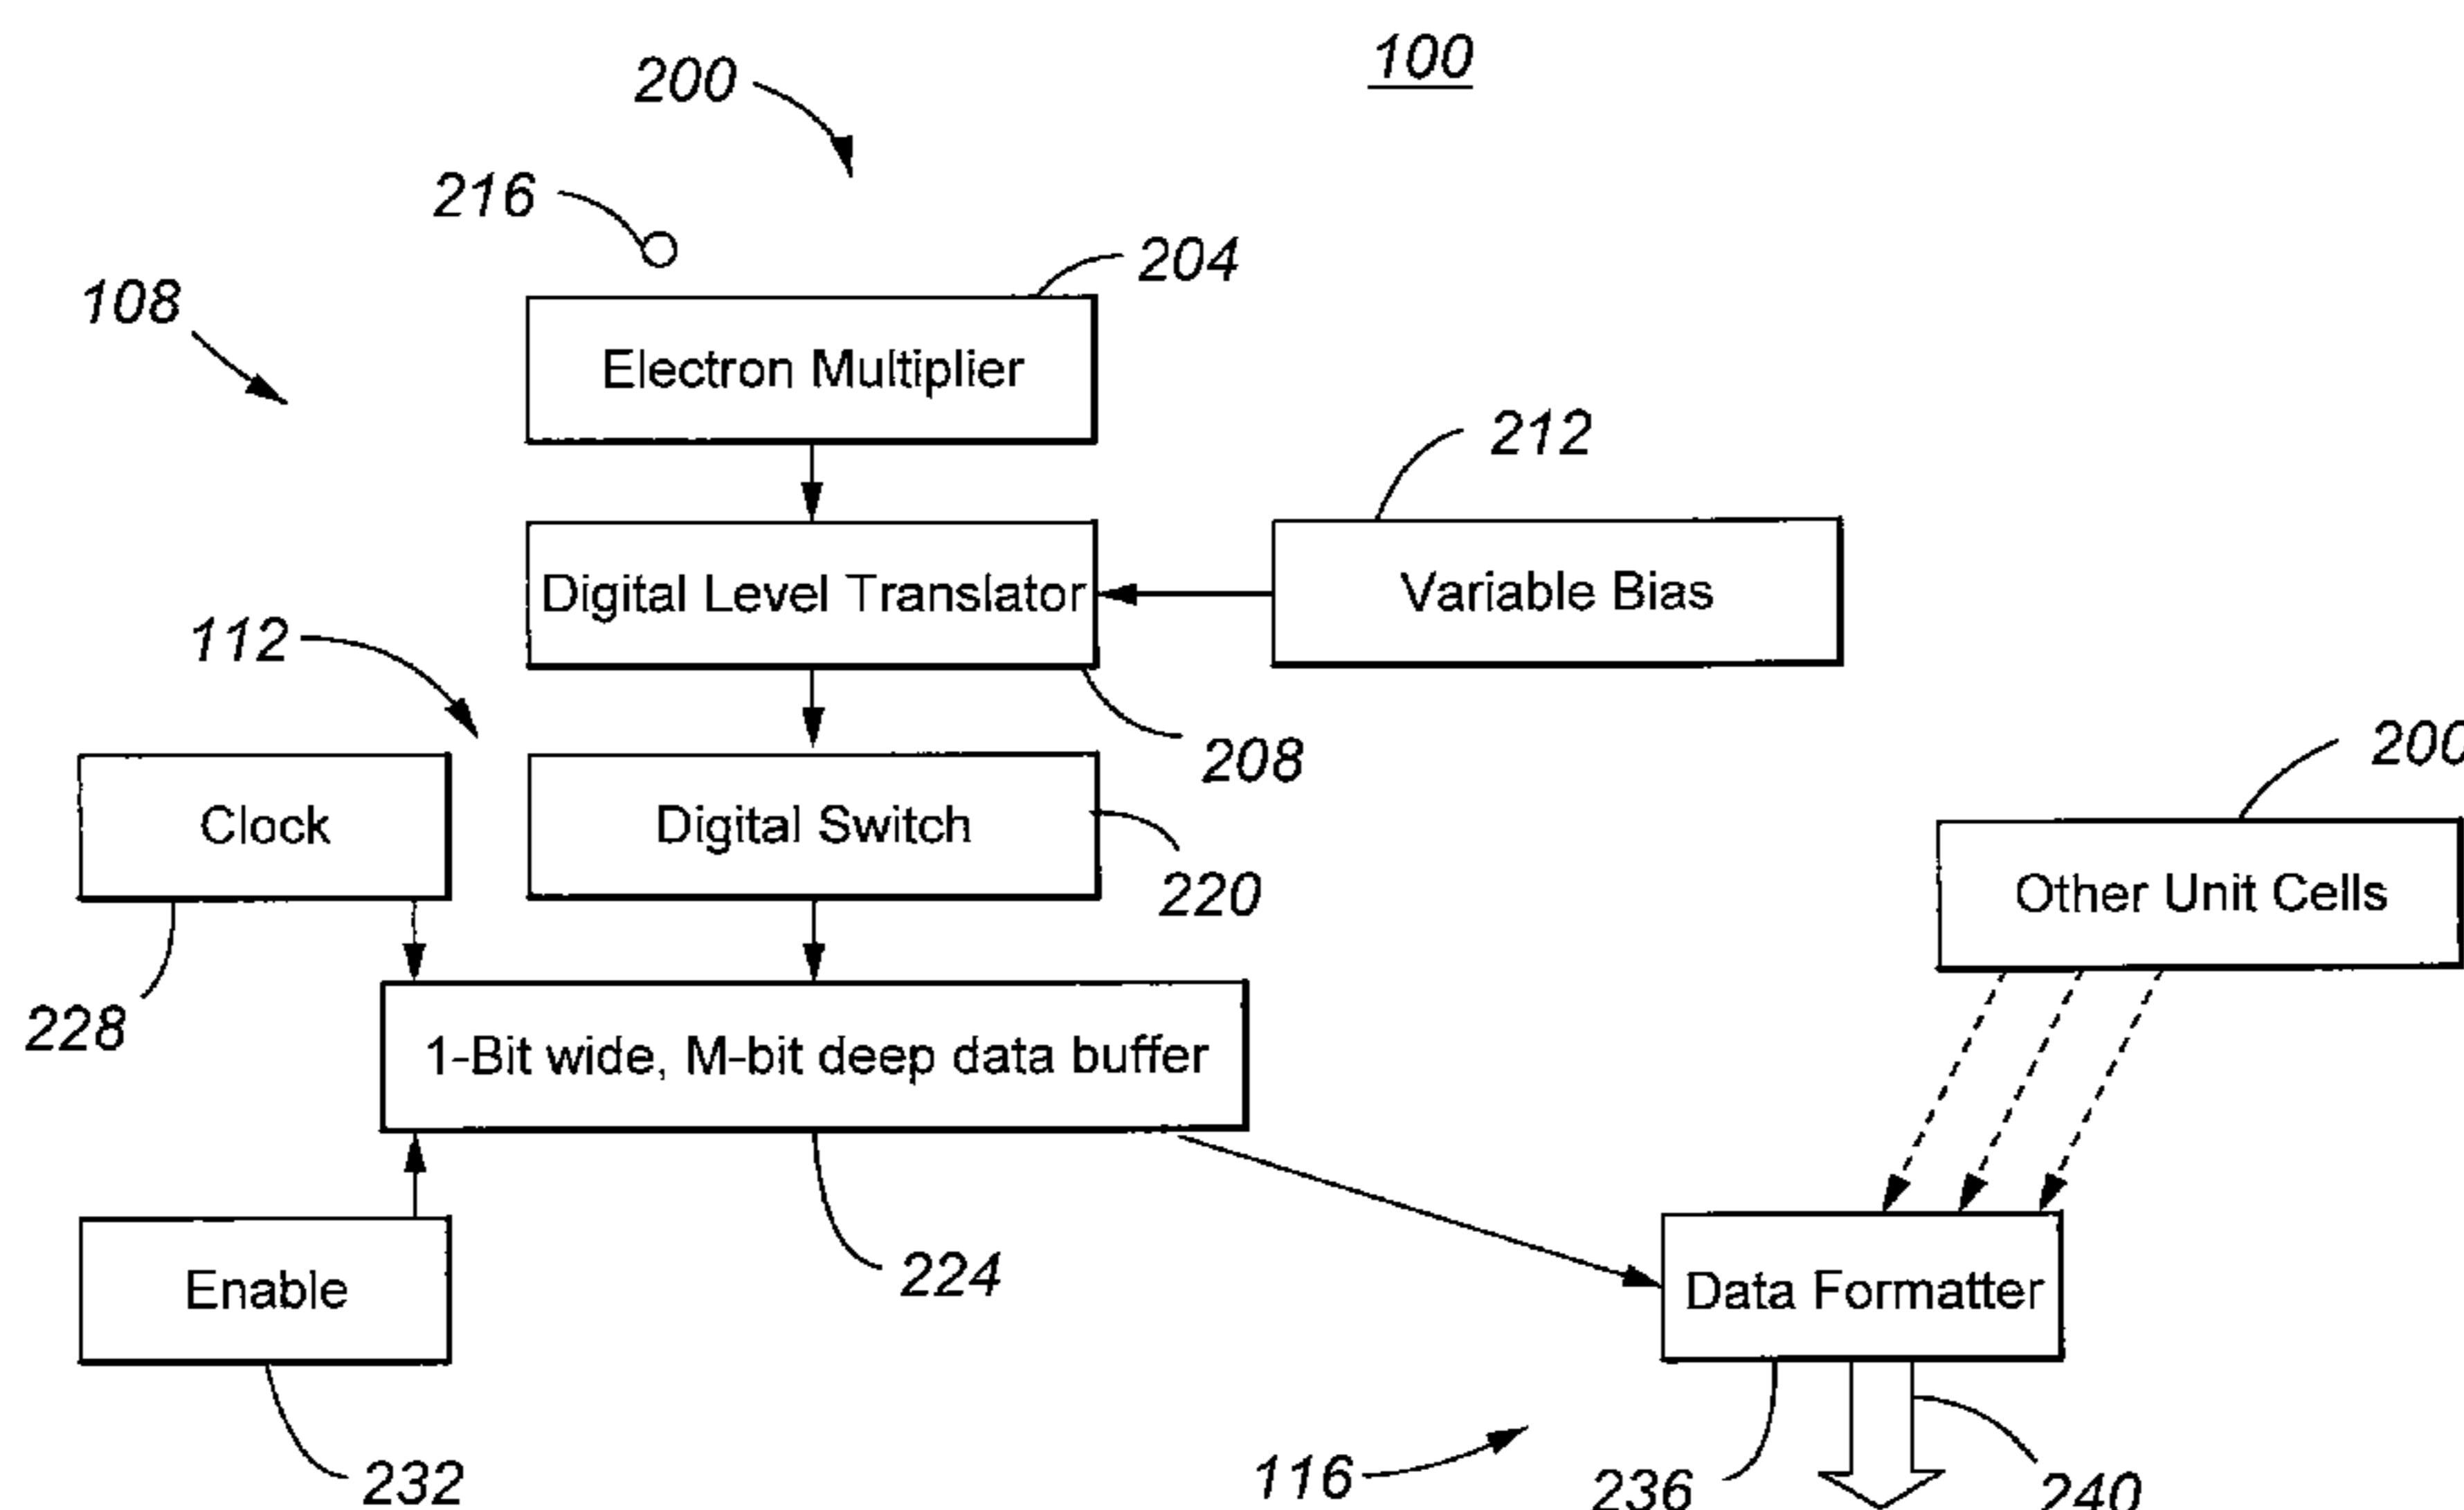 100
200
216
204
108
Electron Multiplier
212
Digital Level Translator
Variable Bias
112
208
200
Clock
Digital Switch
220
Other Unit Cells
228
1-Bit wide, M-bit deep data buffer
224
Enable
Data Formatter
232
116
236
240